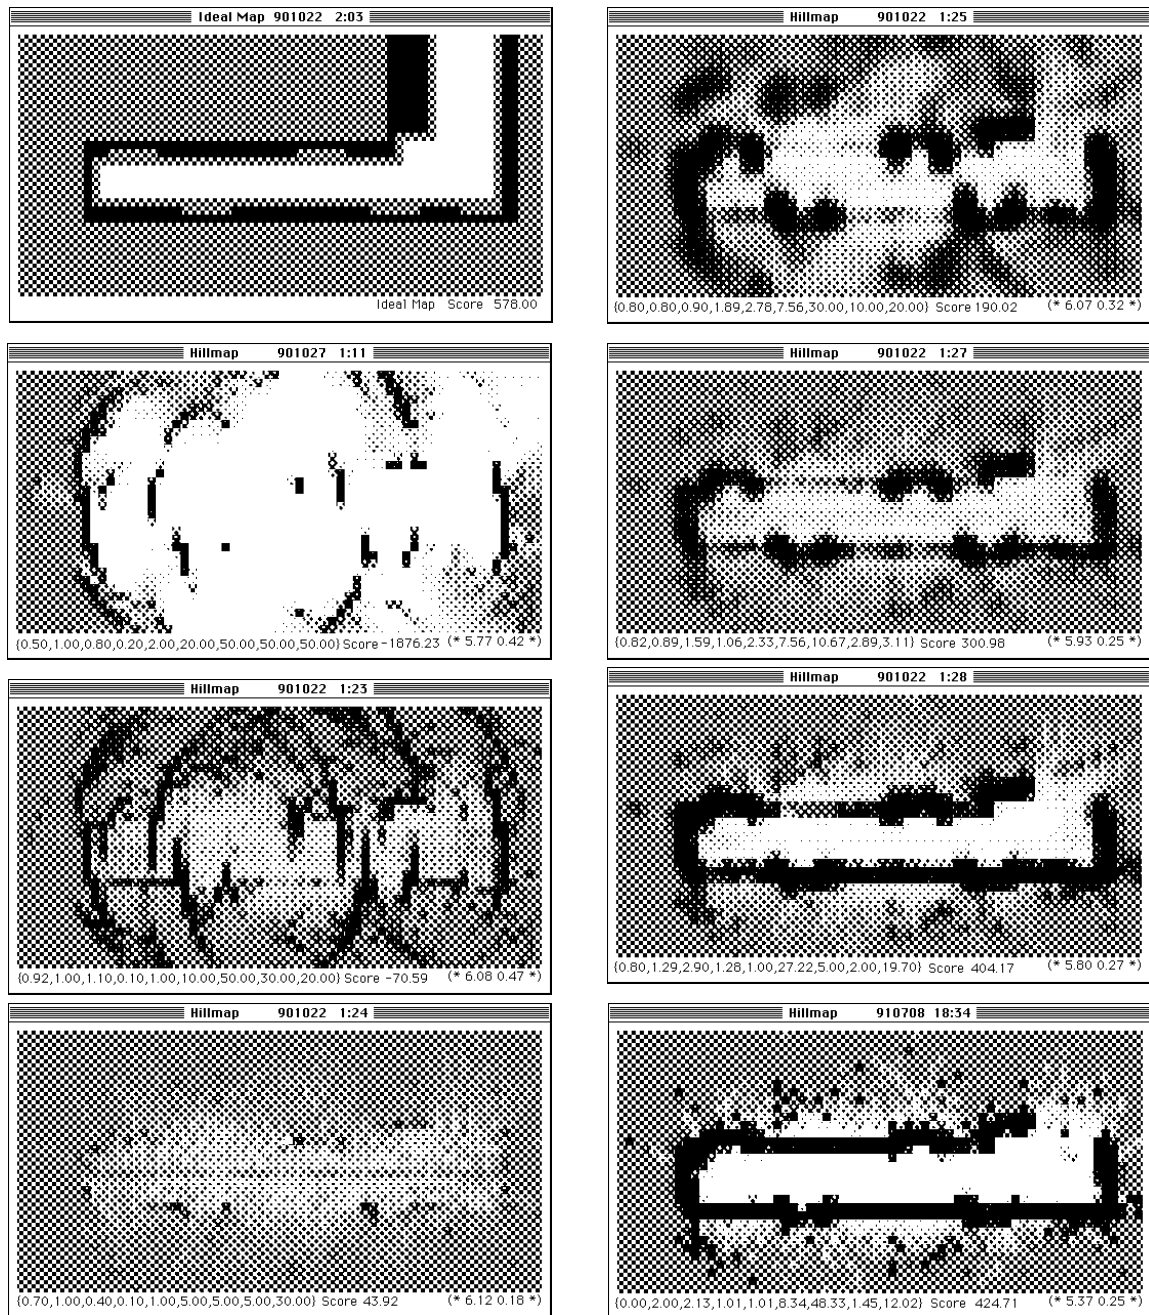 Ideal Map 901022 2:03
Ideal Map Score 578.00
Hillmap 901027 1:11
{0.50,1.00,0.80,0.20,2.00,20.00,50.00,50.00,50.00} Score -1876.23 (* 5.77 0.42 *)
Hillmap 901022 1:23
{0.92,1.00,1.10,0.10,1.00,10.00,50.00,30.00,20.00} Score -70.59 (* 6.08 0.47 *)
Hillmap 901022 1:24
{0.70,1.00,0.40,0.10,1.00,5.00,5.00,5.00,30.00} Score 43.92 (* 6.12 0.18 *)
Hillmap 901022 1:25
{0.80,0.80,0.90,1.89,2.78,7.56,30.00,10.00,20.00} Score 190.02 (* 6.07 0.32 *)
Hillmap 901022 1:27
{0.82,0.89,1.59,1.06,2.33,7.56,10.67,2.89,3.11} Score 300.98 (* 5.93 0.25 *)
Hillmap 901022 1:28
{0.80,1.29,2.90,1.28,1.00,27.22,5.00,2.00,19.70} Score 404.17 (* 5.80 0.27 *)
Hillmap 910708 18:34
{0.00,2.00,2.13,1.01,1.01,8.34,48.33,1.45,12.02} Score 424.71 (* 5.37 0.25 *)